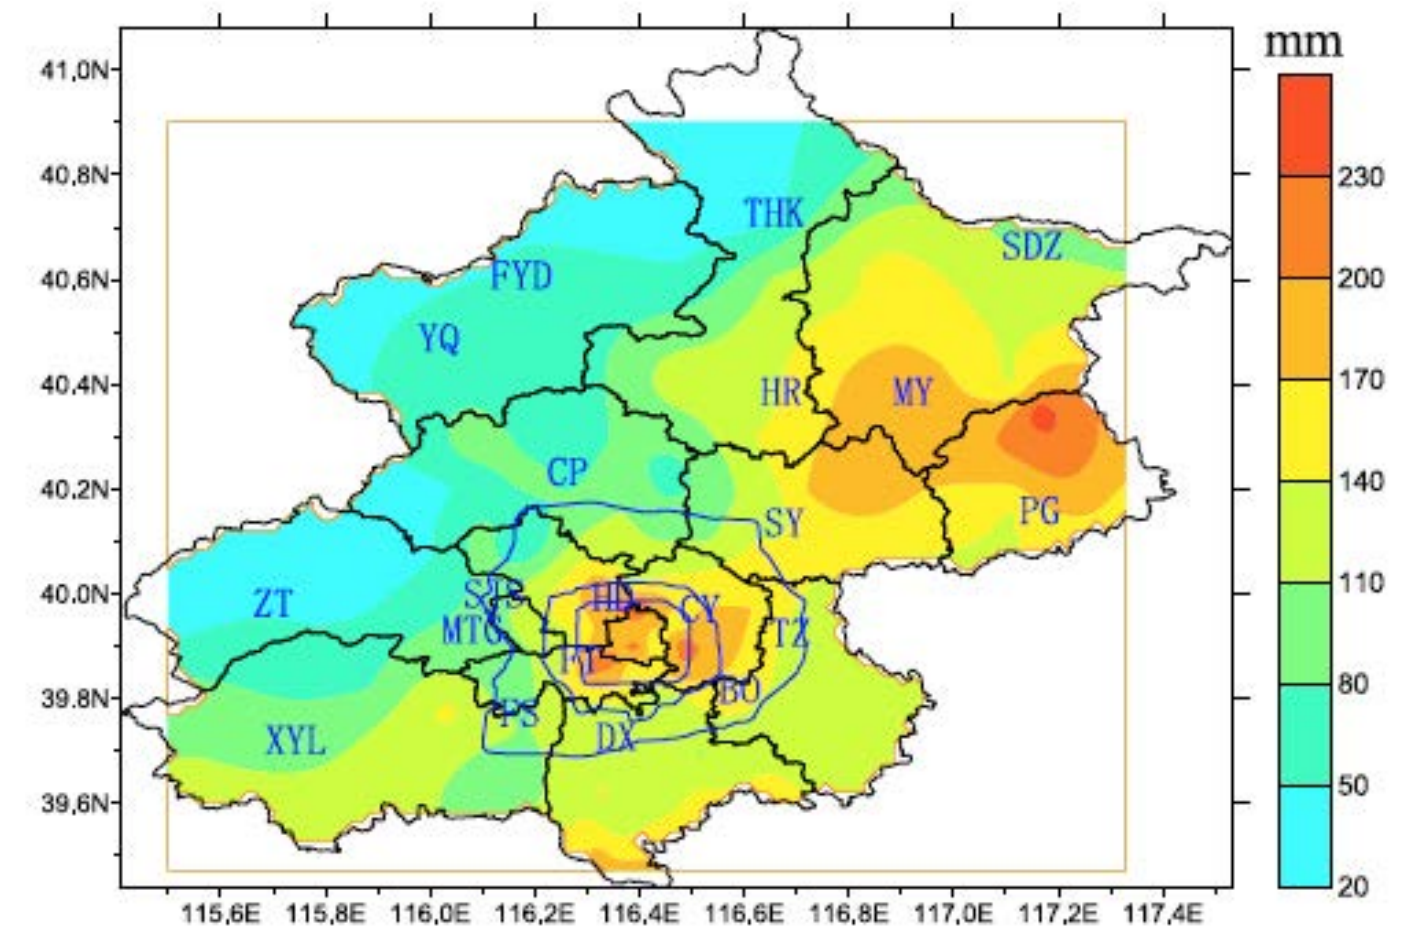 mm
41,0N
40,8N
THK
230
SDZ
40,6N
FYD
200
YQ
40,4N
HR
MY
170
CP
40,2N
140
PG
SY
40,0N
110
ZT
SJS
HD
CY
MTG
TZ
FT
39,8N
80
BO
FS
XYL
DX
50
39,6N
20
115,6E 115,8E 116,0E 116,2E 116,4E 116,6E 116,8E 117,0E 117,2E 117,4E